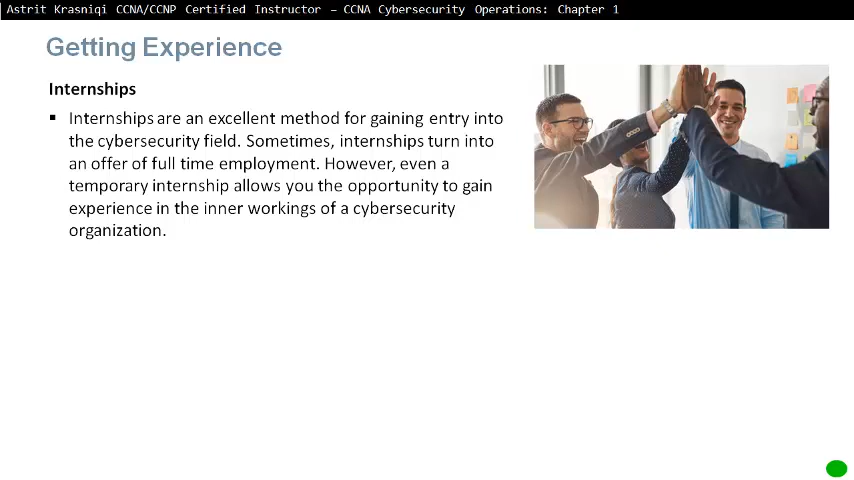 Astrit Krasniqi CCNA/CCNP Certified Instructor – CCNA Cybersecurity Operations: Chapter 1
Getting Experience
Internships
▪ Internships are an excellent method for gaining entry into
the cybersecurity field. Sometimes, internships turn into
an offer of full time employment. However, even a
temporary internship allows you the opportunity to gain
experience in the inner workings of a cybersecurity
organization.